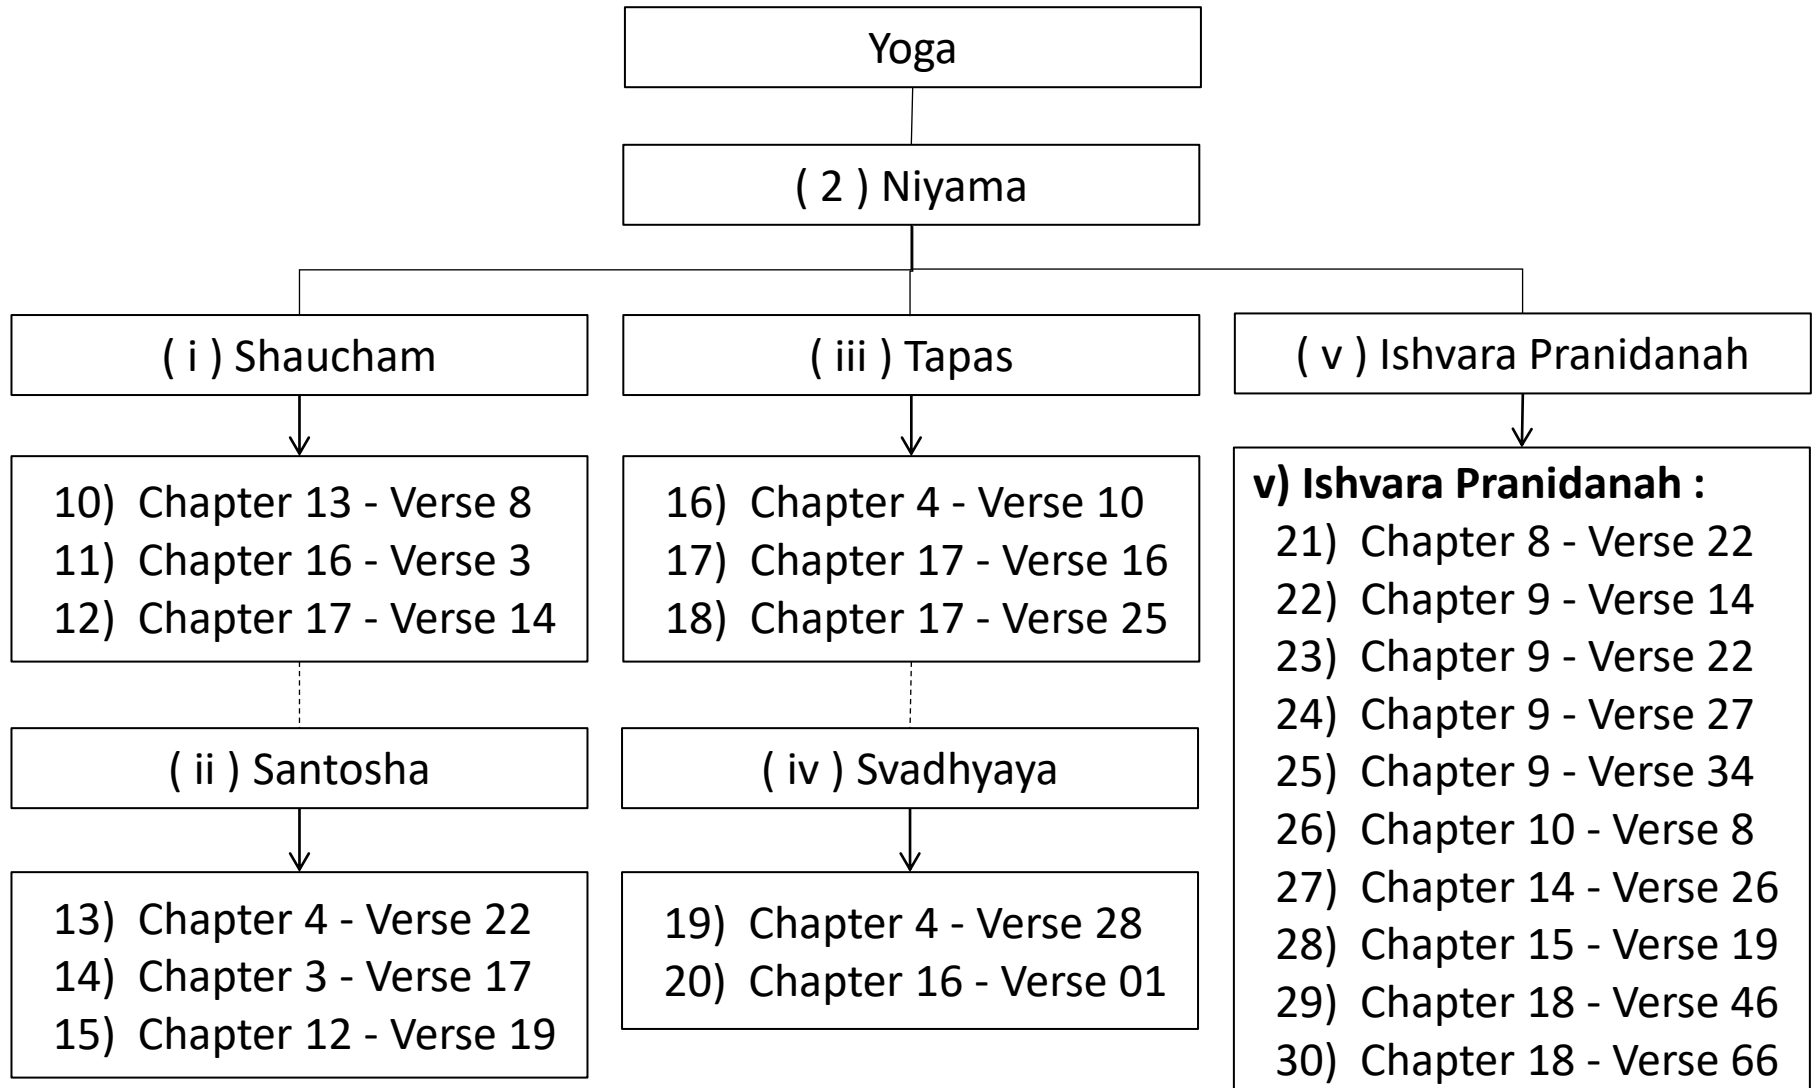 Yoga
( 2 ) Niyama
( i ) Shaucham
10) Chapter 13 - Verse 8
11) Chapter 16 - Verse 3
12) Chapter 17 - Verse 14
( ii ) Santosha
13) Chapter 4 - Verse 22
14) Chapter 3 - Verse 17
15) Chapter 12 - Verse 19
( iii ) Tapas
16) Chapter 4 - Verse 10
17) Chapter 17 - Verse 16
18) Chapter 17 - Verse 25
( iv ) Svadhyaya
19) Chapter 4 - Verse 28
20) Chapter 16 - Verse 01
( v ) Ishvara Pranidanah
v) Ishvara Pranidanah :
21) Chapter 8 - Verse 22
22) Chapter 9 - Verse 14
23) Chapter 9 - Verse 22
24) Chapter 9 - Verse 27
25) Chapter 9 - Verse 34
26) Chapter 10 - Verse 8
27) Chapter 14 - Verse 26
28) Chapter 15 - Verse 19
29) Chapter 18 - Verse 46
30) Chapter 18 - Verse 66